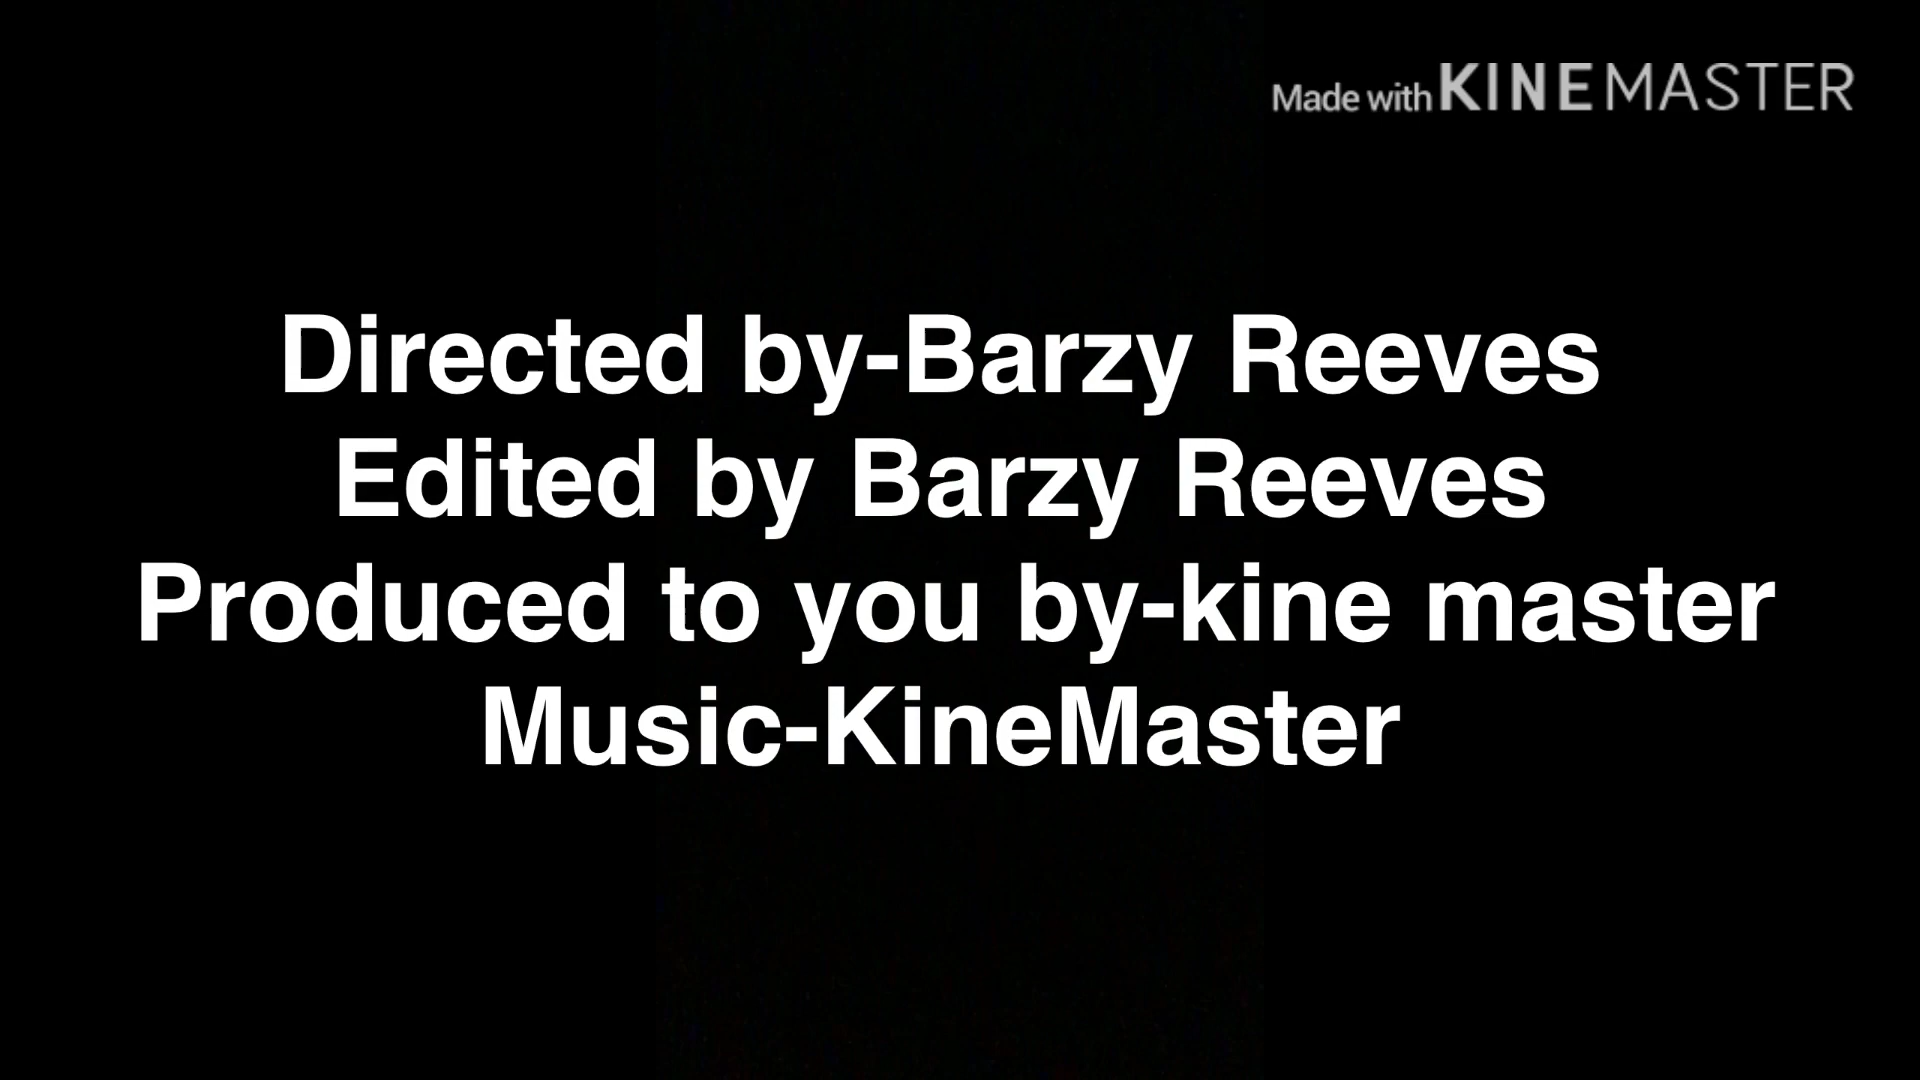 Made with KINEMASTER
Directed by-Barzy Reeves
Edited by Barzy Reeves
Produced to you by-kine master
Music-KineMaster